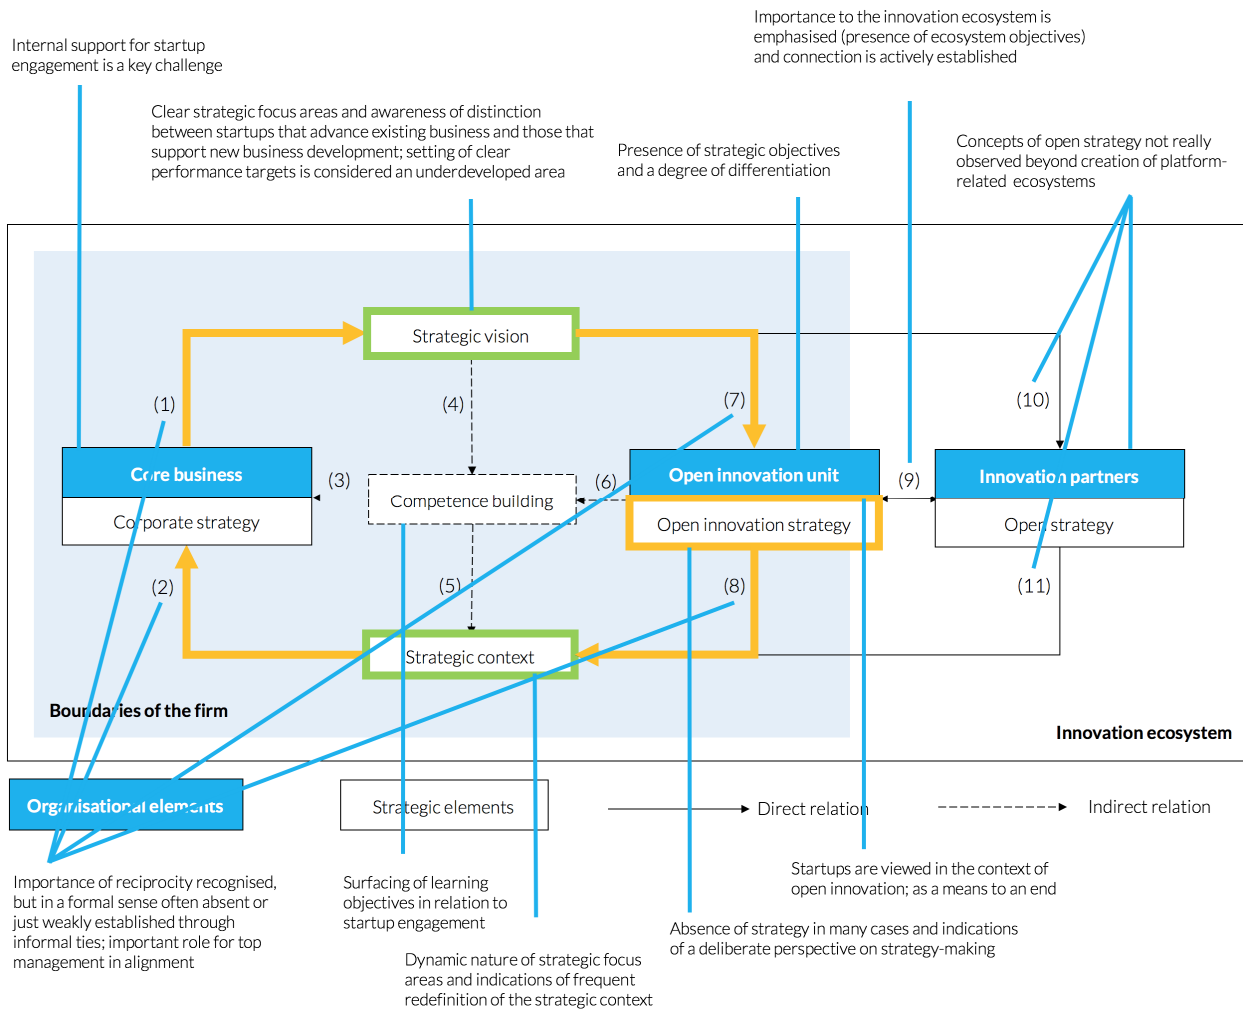 Importance to the innovation ecosystem is
emphasised (presence of ecosystem objectives)
and connection is actively established
Internal support for startup
engagement is a key challenge
Clear strategic focus areas and awareness of distinction
between startups that advance existing business and those that
support new business development; setting of clear
performance targets is considered an underdeveloped area
Presence of strategic objectives
and a degree of differentiation
Concepts of open strategy not really
observed beyond creation of platform-
related ecosystems
Strategic vision
(1)
(4)
(7)
(10)
Core business
Corporate strategy
(3)
Competence building
(6)
Open innovation unit
Open innovation strategy
(9)
Innovation partners
Open strategy
(2)
(5)
(8)
(11)
Strategic context
Boundaries of the firm
Innovation ecosystem
Organisational elements
Strategic elements
Direct relation
Indirect relation
Importance of reciprocity recognised,
but in a formal sense often absent or
just weakly established through
informal ties; important role for top
management in alignment
Surfacing of learning
objectives in relation to
startup engagement
Dynamic nature of strategic focus
areas and indications of frequent
redefinition of the strategic context
Startups are viewed in the context of
open innovation; as a means to an end
Absence of strategy in many cases and indications
of a deliberate perspective on strategy-making